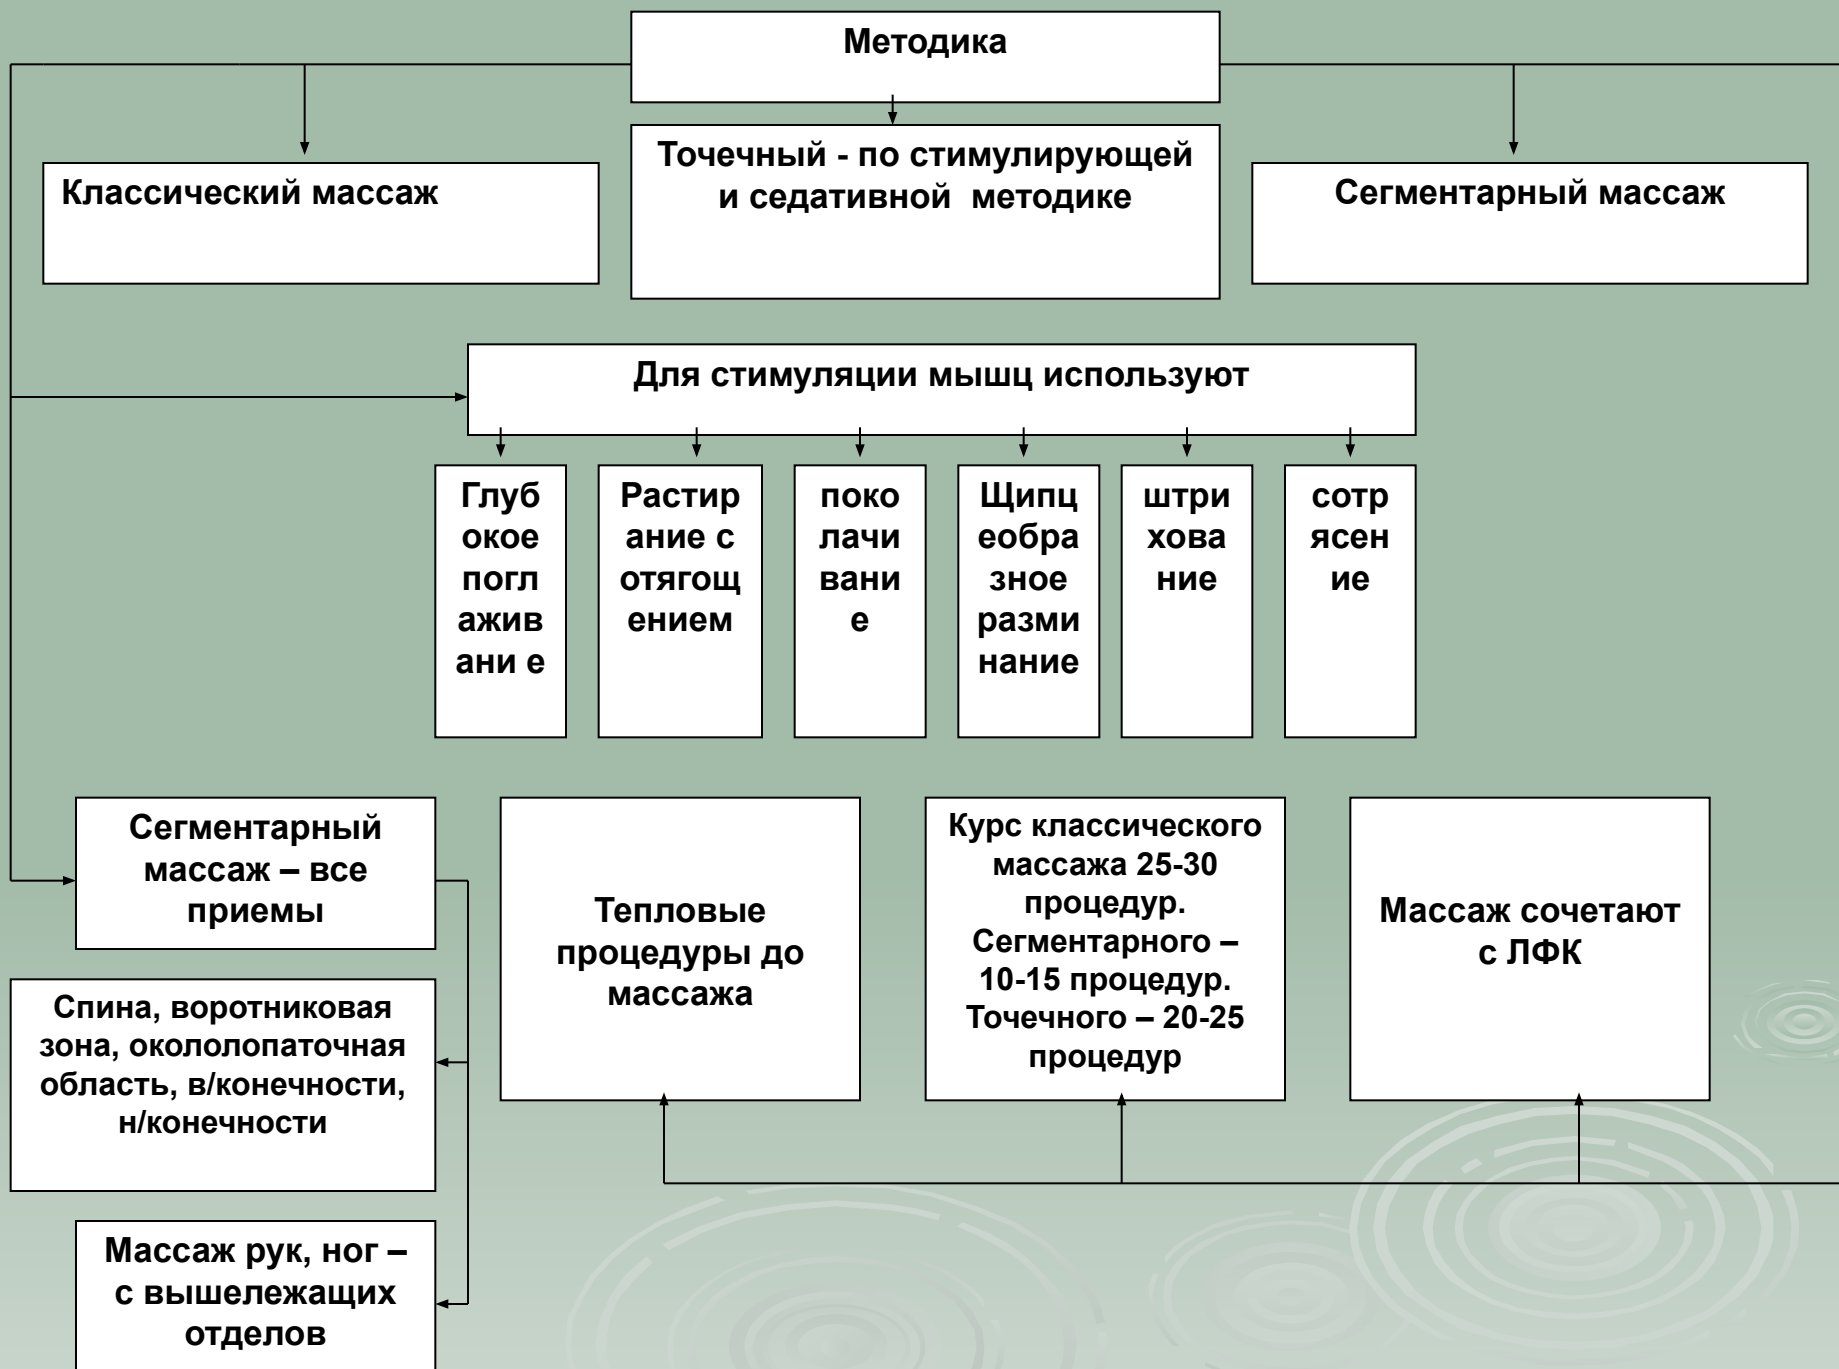 Методика
Классический массаж
Точечный - по стимулирующей
и седативной методике
Сегментарный массаж
Для стимуляции мышц используют
Глуб
окое
погл
ажив
ани е
Растир
ание с
отягощ
ением
поко
лачи
вани
е
Щипц
еобра
зное
разми
нание
штри
хова
ние
сотр
ясен
ие
Сегментарный
массаж – все
приемы
Тепловые
процедуры до
массажа
Курс классического
массажа 25-30
процедур.
Сегментарного –
10-15 процедур.
Точечного – 20-25
процедур
Массаж сочетают
с ЛФК
Спина, воротниковая
зона, окололопаточная
область, в/конечности,
н/конечности
Массаж рук, ног –
с вышележащих
отделов